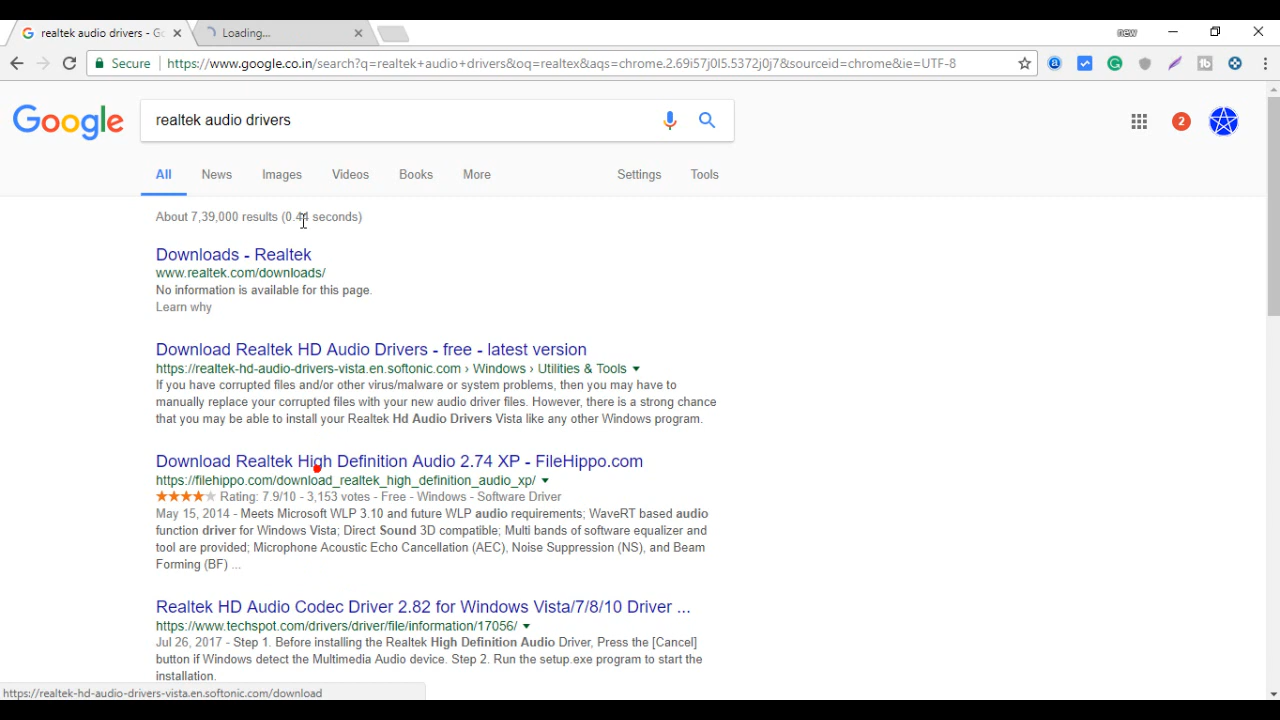 realtek audio drivers - Go
Loading...
new
Secure
https://www.google.co.in/search?q=realtek+audio+drivers&oq=realtex&aqs=chrome.2.69i57j0l5.5372j0j7&sourceid=chrome&ie=UTF-8
Google
realtek audio drivers
2
All News Images Videos Books More Settings Tools
About 7,39,000 results (0.44 seconds)
Downloads - Realtek
www.realtek.com/downloads/
No information is available for this page.
Learn why
Download Realtek HD Audio Drivers - free - latest version
https://realtek-hd-audio-drivers-vista.en.softonic.com › Windows › Utilities & Tools
If you have corrupted files and/or other virus/malware or system problems, then you may have to
manually replace your corrupted files with your new audio driver files. However, there is a strong chance
that you may be able to install your Realtek Hd Audio Drivers Vista like any other Windows program.
Download Realtek High Definition Audio 2.74 XP - FileHippo.com
https://filehippo.com/download_realtek_high_definition_audio_xp/
Rating: 7.9/10 - 3,153 votes - Free - Windows - Software Driver
May 15, 2014 - Meets Microsoft WLP 3.10 and future WLP audio requirements; WaveRT based audio
function driver for Windows Vista; Direct Sound 3D compatible; Multi bands of software equalizer and
tool are provided; Microphone Acoustic Echo Cancellation (AEC), Noise Suppression (NS), and Beam
Forming (BF) ...
Realtek HD Audio Codec Driver 2.82 for Windows Vista/7/8/10 Driver ...
https://www.techspot.com/drivers/driver/file/information/17056/
Jul 26, 2017 - Step 1. Before installing the Realtek High Definition Audio Driver, Press the [Cancel]
button if Windows detect the Multimedia Audio device. Step 2. Run the setup.exe program to start the
installation.
https://realtek-hd-audio-drivers-vista.en.softonic.com/download